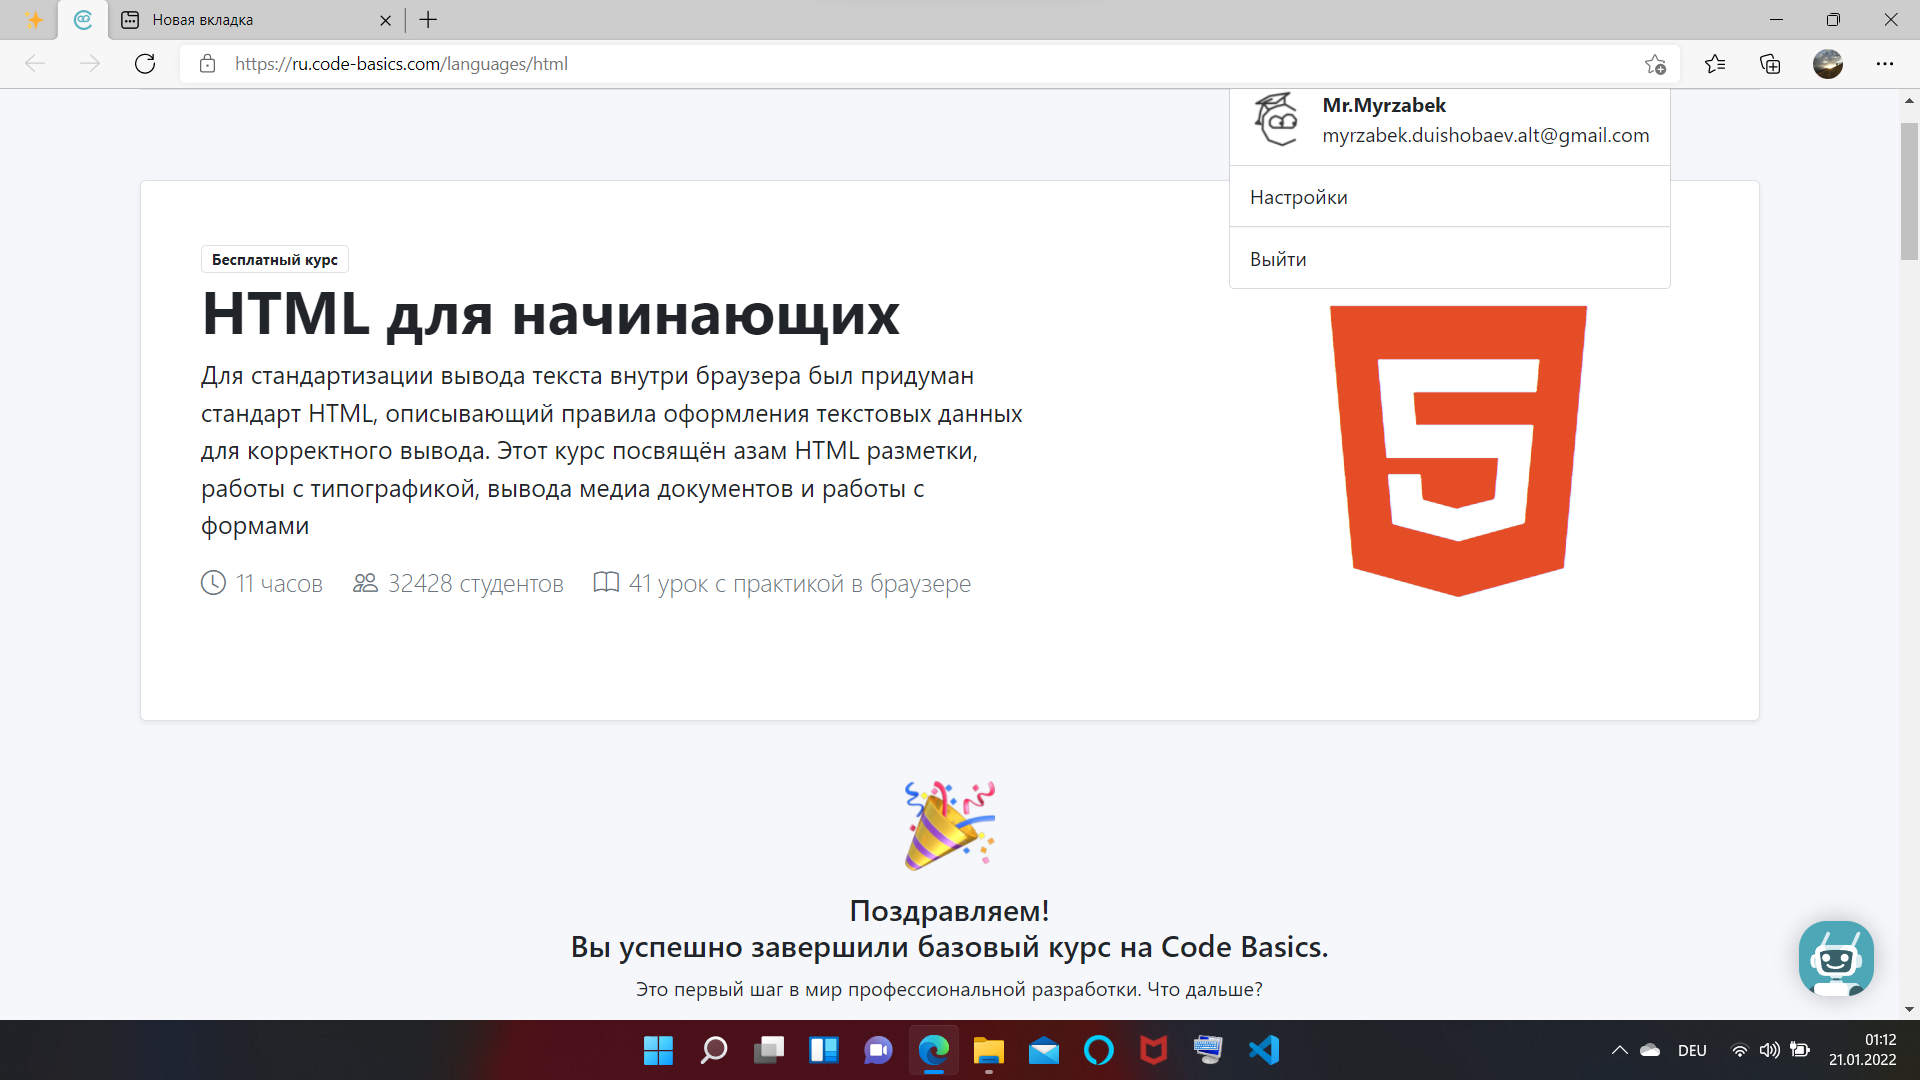 Новая вкладка
https://ru.code-basics.com/languages/html
Mr.Myrzabek
myrzabek.duishobaev.alt@gmail.com
Настройки
Выйти
Бесплатный курс
HTML для начинающих
Для стандартизации вывода текста внутри браузера был придуман
стандарт HTML, описывающий правила оформления текстовых данных
для корректного вывода. Этот курс посвящён азам HTML разметки,
работы с типографикой, вывода медиа документов и работы с
формами
11 часов 32428 студентов 41 урок с практикой в браузере
Поздравляем!
Вы успешно завершили базовый курс на Code Basics.
Это первый шаг в мир профессиональной разработки. Что дальше?
DEU
01:12
21.01.2022